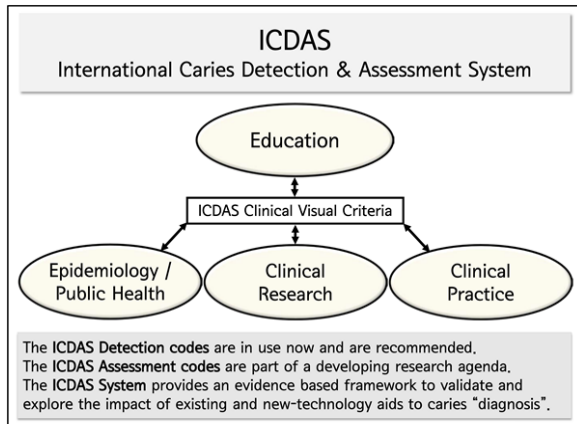 ICDAS
International Caries Detection & Assessment System
Education
ICDAS Clinical Visual Criteria
Epidemiology /
Public Health
Clinical
Research
Clinical
Practice
The ICDAS Detection codes are in use now and are recommended.
The ICDAS Assessment codes are part of a developing research agenda.
The ICDAS System provides an evidence based framework to validate and
explore the impact of existing and new-technology aids to caries “diagnosis”.